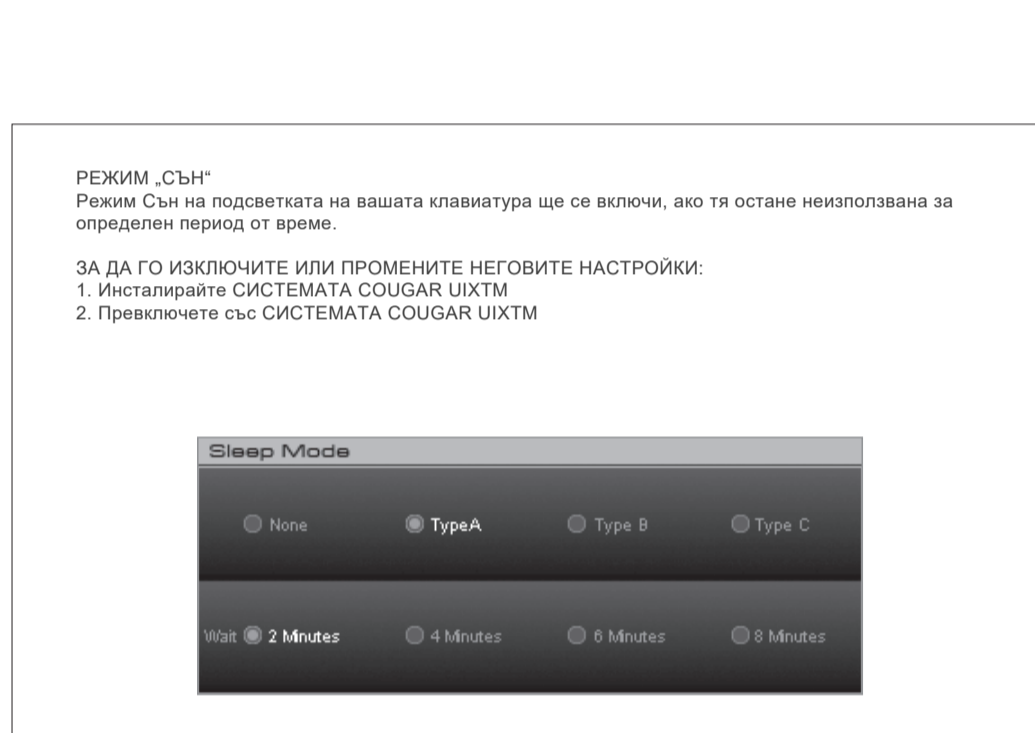 РЕЖИМ „СЪН“
Режим Сън на подсветката на вашата клавиатура ще се включи, ако тя остане неизползвана за
определен период от време.
ЗА ДА ГО ИЗКЛЮЧИТЕ ИЛИ ПРОМЕНИТЕ НЕГОВИТЕ НАСТРОЙКИ:
1. Инсталирайте СИСТЕМАТА COUGAR UIXTM
2. Превключете със СИСТЕМАТА COUGAR UIXTM
Sleep Mode
None TypeA Type B Type C
Wait 2 Minutes 4 Minutes 6 Minutes 8 Minutes